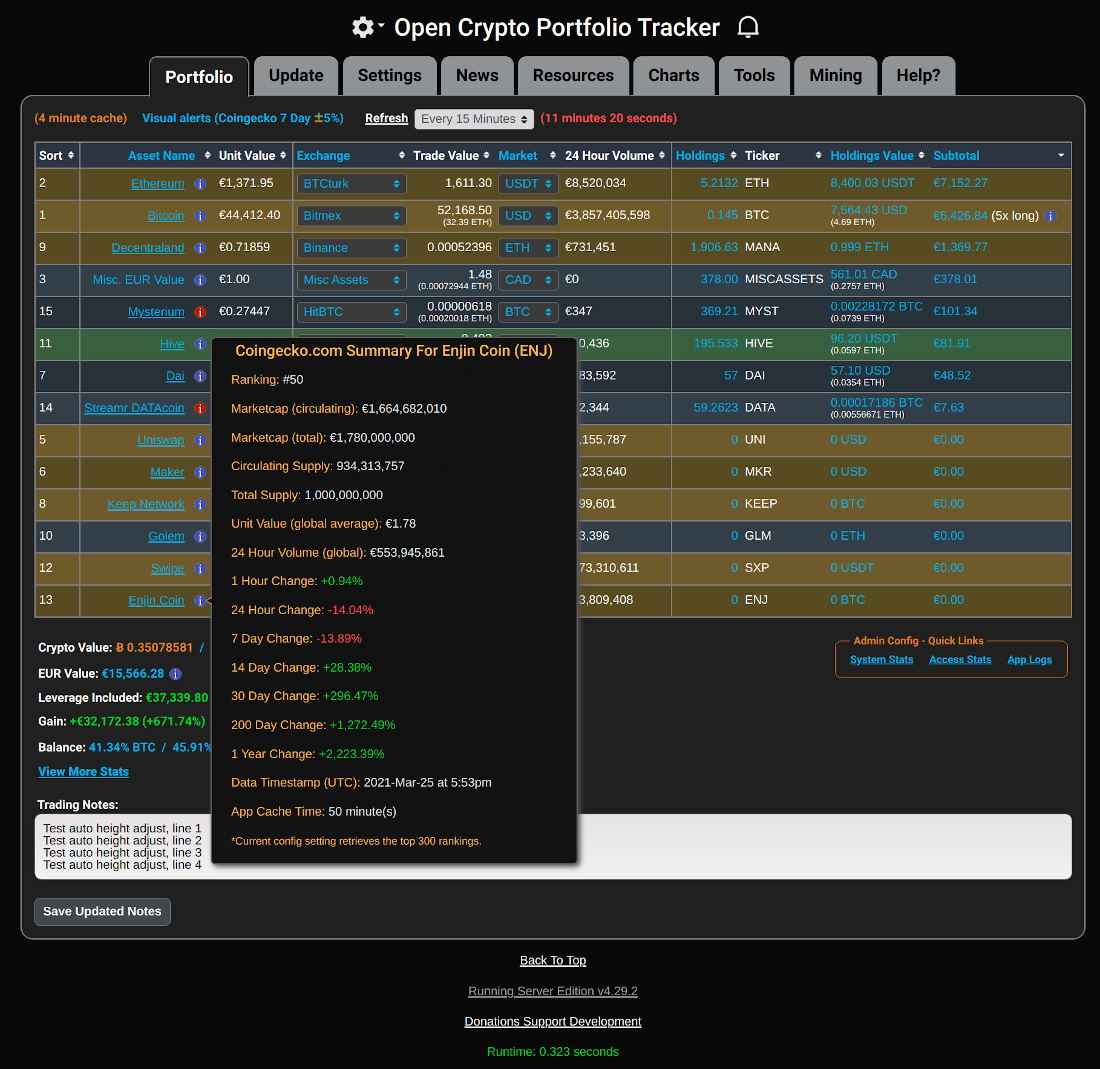 Open Crypto Portfolio Tracker
Portfolio Update Settings News Resources Charts Tools Mining Help?
(4 minute cache) Visual alerts (Coingecko 7 Day ±5%) Refresh Every 15 Minutes (11 minutes 20 seconds)
Sort Asset Name Unit Value Exchange Trade Value Market 24 Hour Volume Holdings Ticker Holdings Value Subtotal
2 Ethereum i €1,371.95 BTCturk 1,611.30 USDT €8,520,034 5.2132 ETH 8,400.03 USDT €7,152.27
1 Bitcoin i €44,412.40 Bitmex 52,168.50 USD €3,857,405,598 0.145 BTC 7,564.43 USD €6,426.84 (5x long) i
(32.39 ETH) (4.69 ETH)
9 Decentraland i €0.71859 Binance 0.00052396 ETH €731,451 1,906.63 MANA 0.999 ETH €1,369.77
3 Misc. EUR Value i €1.00 Misc Assets 1.48 CAD €0 378.00 MISCASSETS 561.01 CAD €378.01
(0.00072944 ETH) (0.2757 ETH)
15 Mysterium i €0.27447 HitBTC 0.00000618 BTC €347 369.21 MYST 0.00228172 BTC €101.34
(0.00020018 ETH) (0.0739 ETH)
11 Hive i 0,436 195.533 HIVE 96.20 USDT €81.91
(0.0597 ETH)
7 Dai i 83,592 57 DAI 57.10 USD €48.52
(0.0354 ETH)
14 Streamr DATAcoin i 2,344 59.2623 DATA 0.00017186 BTC €7.63
(0.00556671 ETH)
5 Uniswap i ,155,787 0 UNI 0 USD €0.00
6 Maker i ,233,640 0 MKR 0 USD €0.00
8 Keep Network i 99,601 0 KEEP 0 BTC €0.00
10 Golem i 3,396 0 GLM 0 ETH €0.00
12 Swipe i 73,310,611 0 SXP 0 USDT €0.00
13 Enjin Coin i 3,809,408 0 ENJ 0 BTC €0.00
Coingecko.com Summary For Enjin Coin (ENJ)
Ranking: #50
Marketcap (circulating): €1,664,682,010
Marketcap (total): €1,780,000,000
Circulating Supply: 934,313,757
Total Supply: 1,000,000,000
Unit Value (global average): €1.78
24 Hour Volume (global): €553,945,861
1 Hour Change: +0.94%
24 Hour Change: -14.04%
7 Day Change: -13.89%
14 Day Change: +28.38%
30 Day Change: +296.47%
200 Day Change: +1,272.49%
1 Year Change: +2,223.39%
Data Timestamp (UTC): 2021-Mar-25 at 5:53pm
App Cache Time: 50 minute(s)
*Current config setting retrieves the top 300 rankings.
Crypto Value: Ƀ 0.35078581 /
EUR Value: €15,566.28 i
Leverage Included: €37,339.80
Gain: +€32,172.38 (+671.74%)
Balance: 41.34% BTC / 45.91%
View More Stats
Admin Config - Quick Links
System Stats Access Stats App Logs
Trading Notes:
Test auto height adjust, line 1
Test auto height adjust, line 2
Test auto height adjust, line 3
Test auto height adjust, line 4
Save Updated Notes
Back To Top
Running Server Edition v4.29.2
Donations Support Development
Runtime: 0.323 seconds